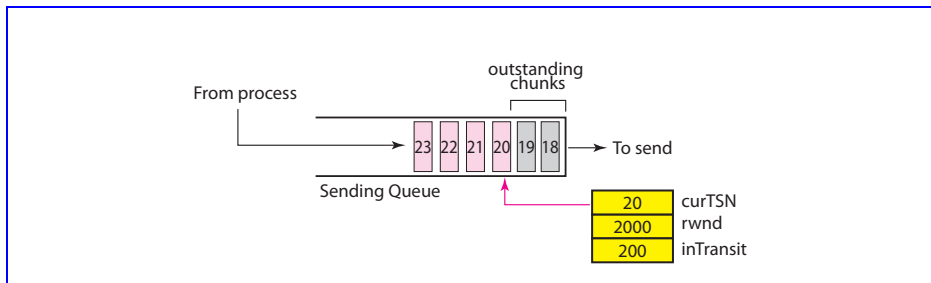 outstanding
chunks
From process
23 22 21 20 19 18
To send
Sending Queue
20 curTSN
2000 rwnd
200 inTransit